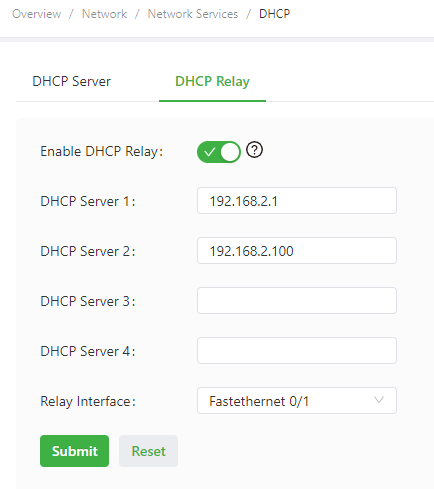 Overview / Network / Network Services / DHCP
DHCP Server DHCP Relay
Enable DHCP Relay: ?
DHCP Server 1: 192.168.2.1
DHCP Server 2: 192.168.2.100
DHCP Server 3:
DHCP Server 4:
Relay Interface: Fastethernet 0/1
Submit Reset